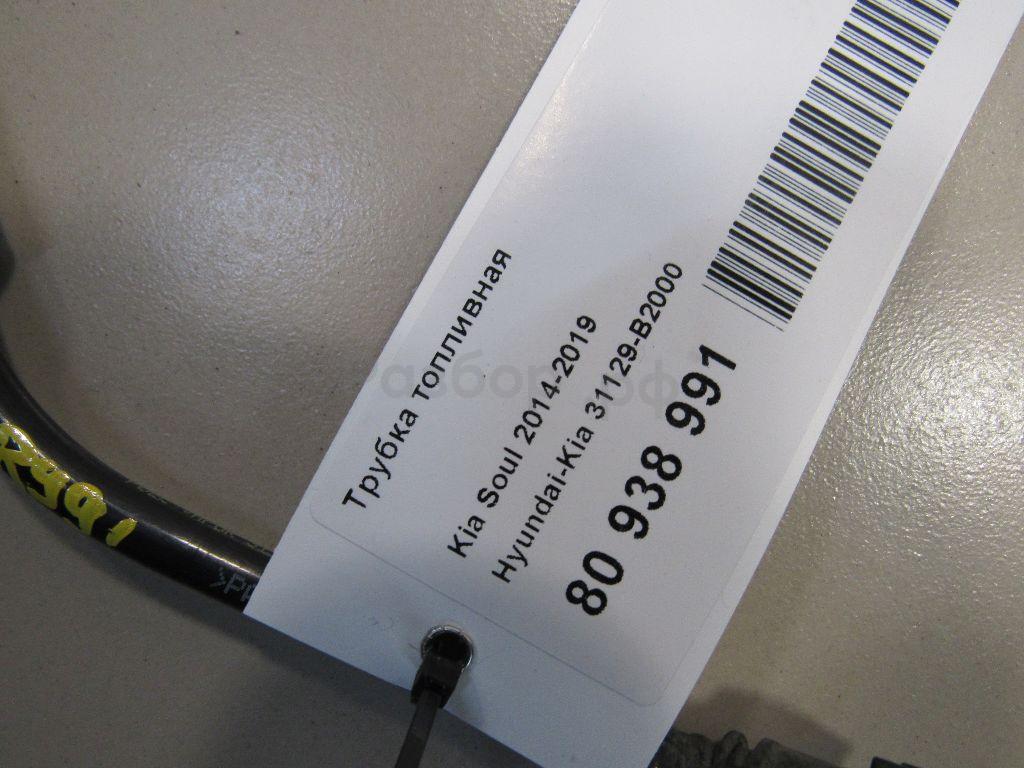 Трубка топливная
Kia Soul 2014-2019
Hyundai-Kia 31129-B2000
80 938 991